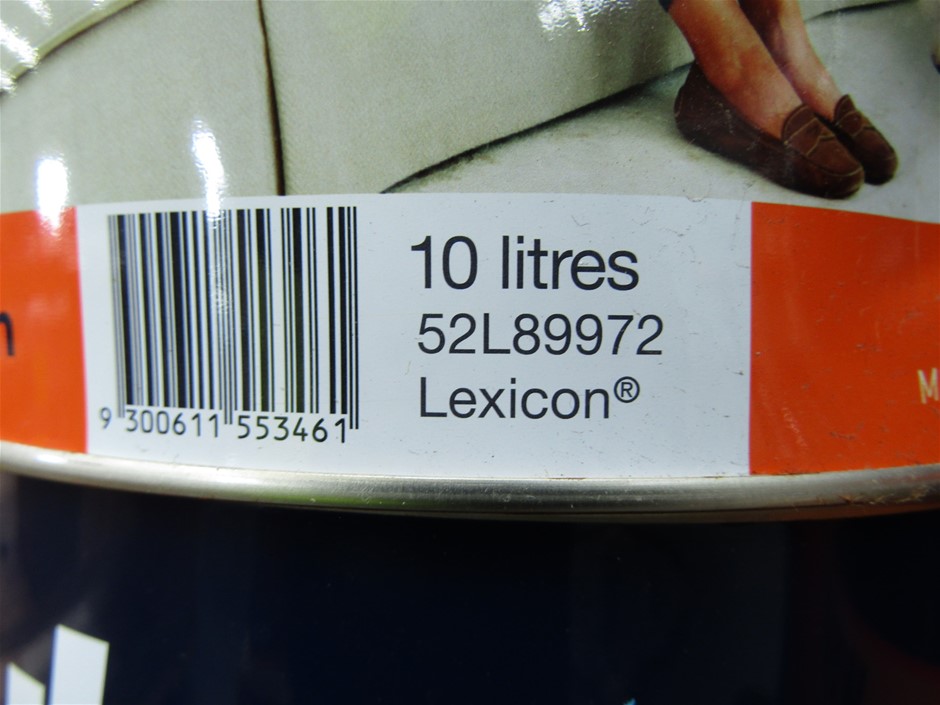 10 litres
52L89972
Lexicon®
9 300611 553461